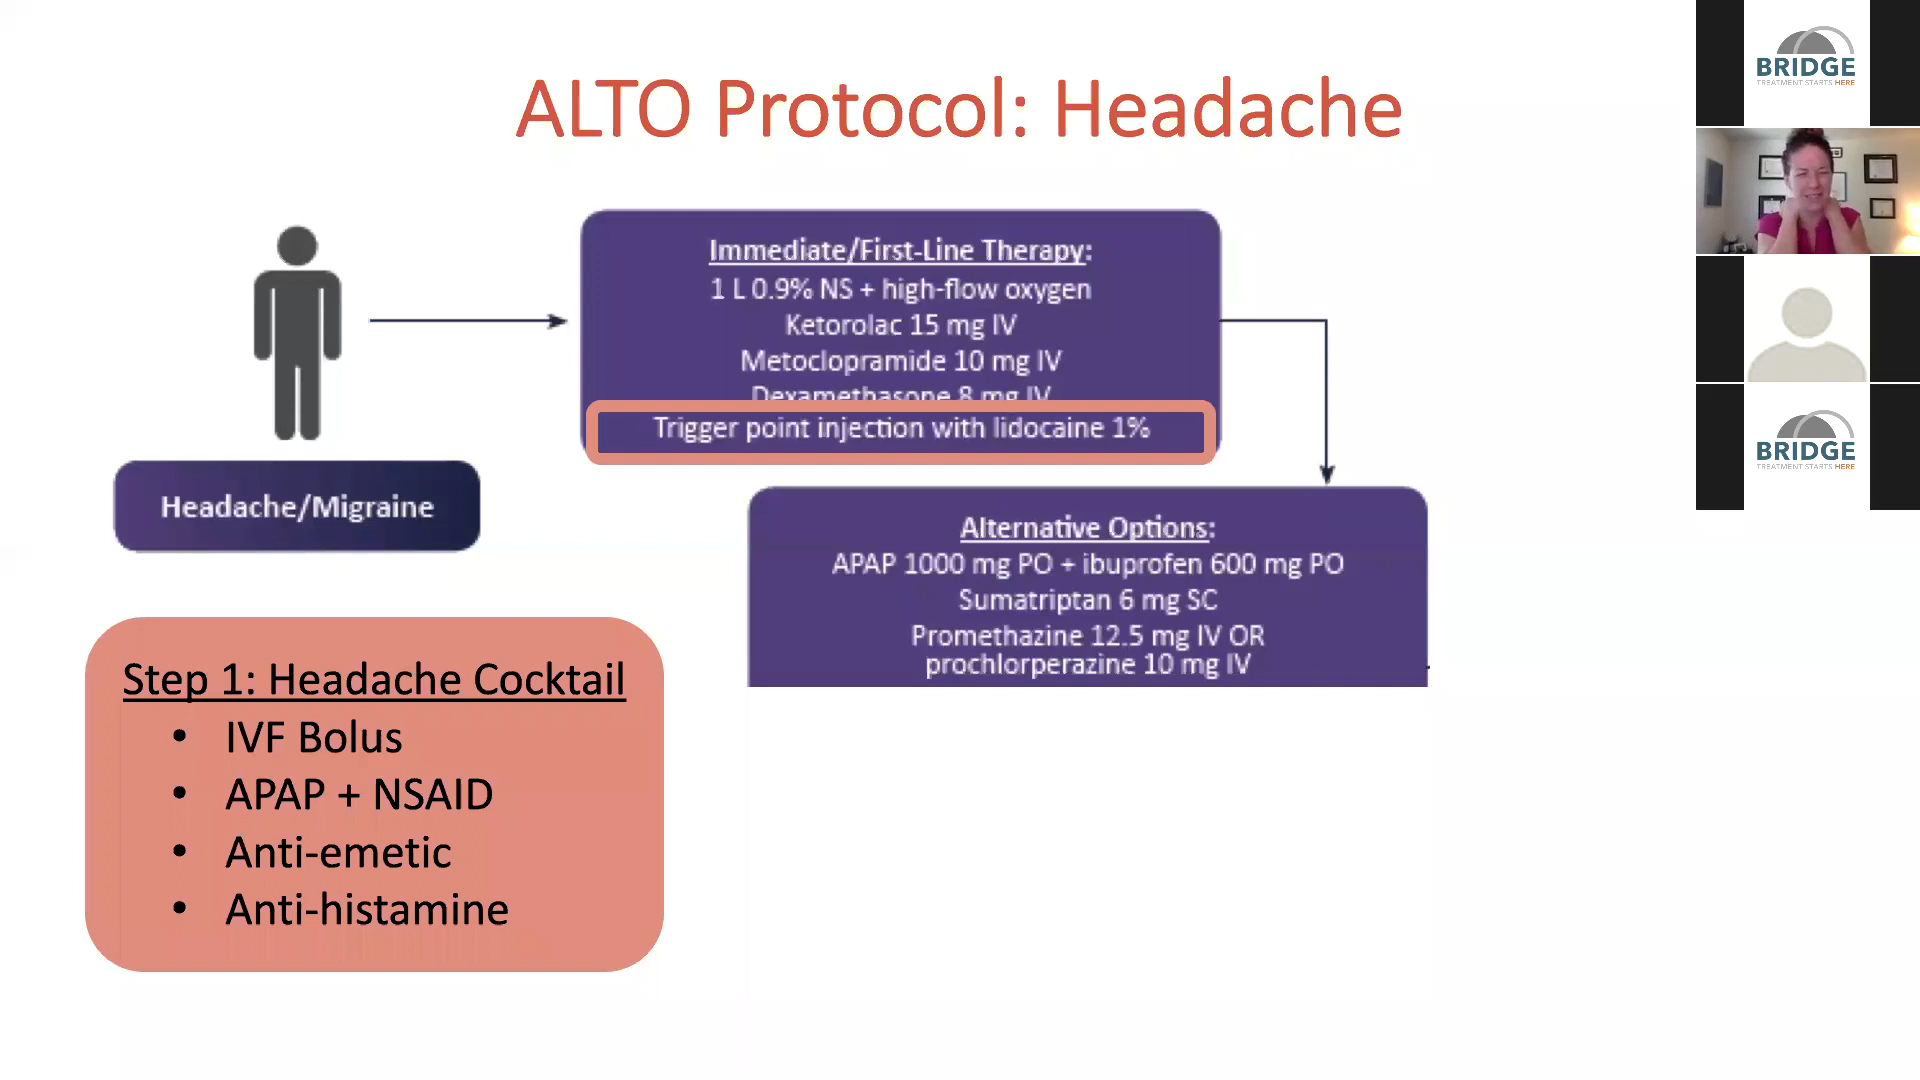 ALTO Protocol: Headache
Immediate/First-Line Therapy:
1 L 0.9% NS + high-flow oxygen
Ketorolac 15 mg IV
Metoclopramide 10 mg IV
Dexamethasone 8 mg IV
Trigger point injection with lidocaine 1%
Headache/Migraine
Alternative Options:
APAP 1000 mg PO + ibuprofen 600 mg PO
Sumatriptan 6 mg SC
Promethazine 12.5 mg IV OR
prochlorperazine 10 mg IV
Step 1: Headache Cocktail
• IVF Bolus
• APAP + NSAID
• Anti-emetic
• Anti-histamine
BRIDGE
TREATMENT STARTS HERE
BRIDGE
TREATMENT STARTS HERE